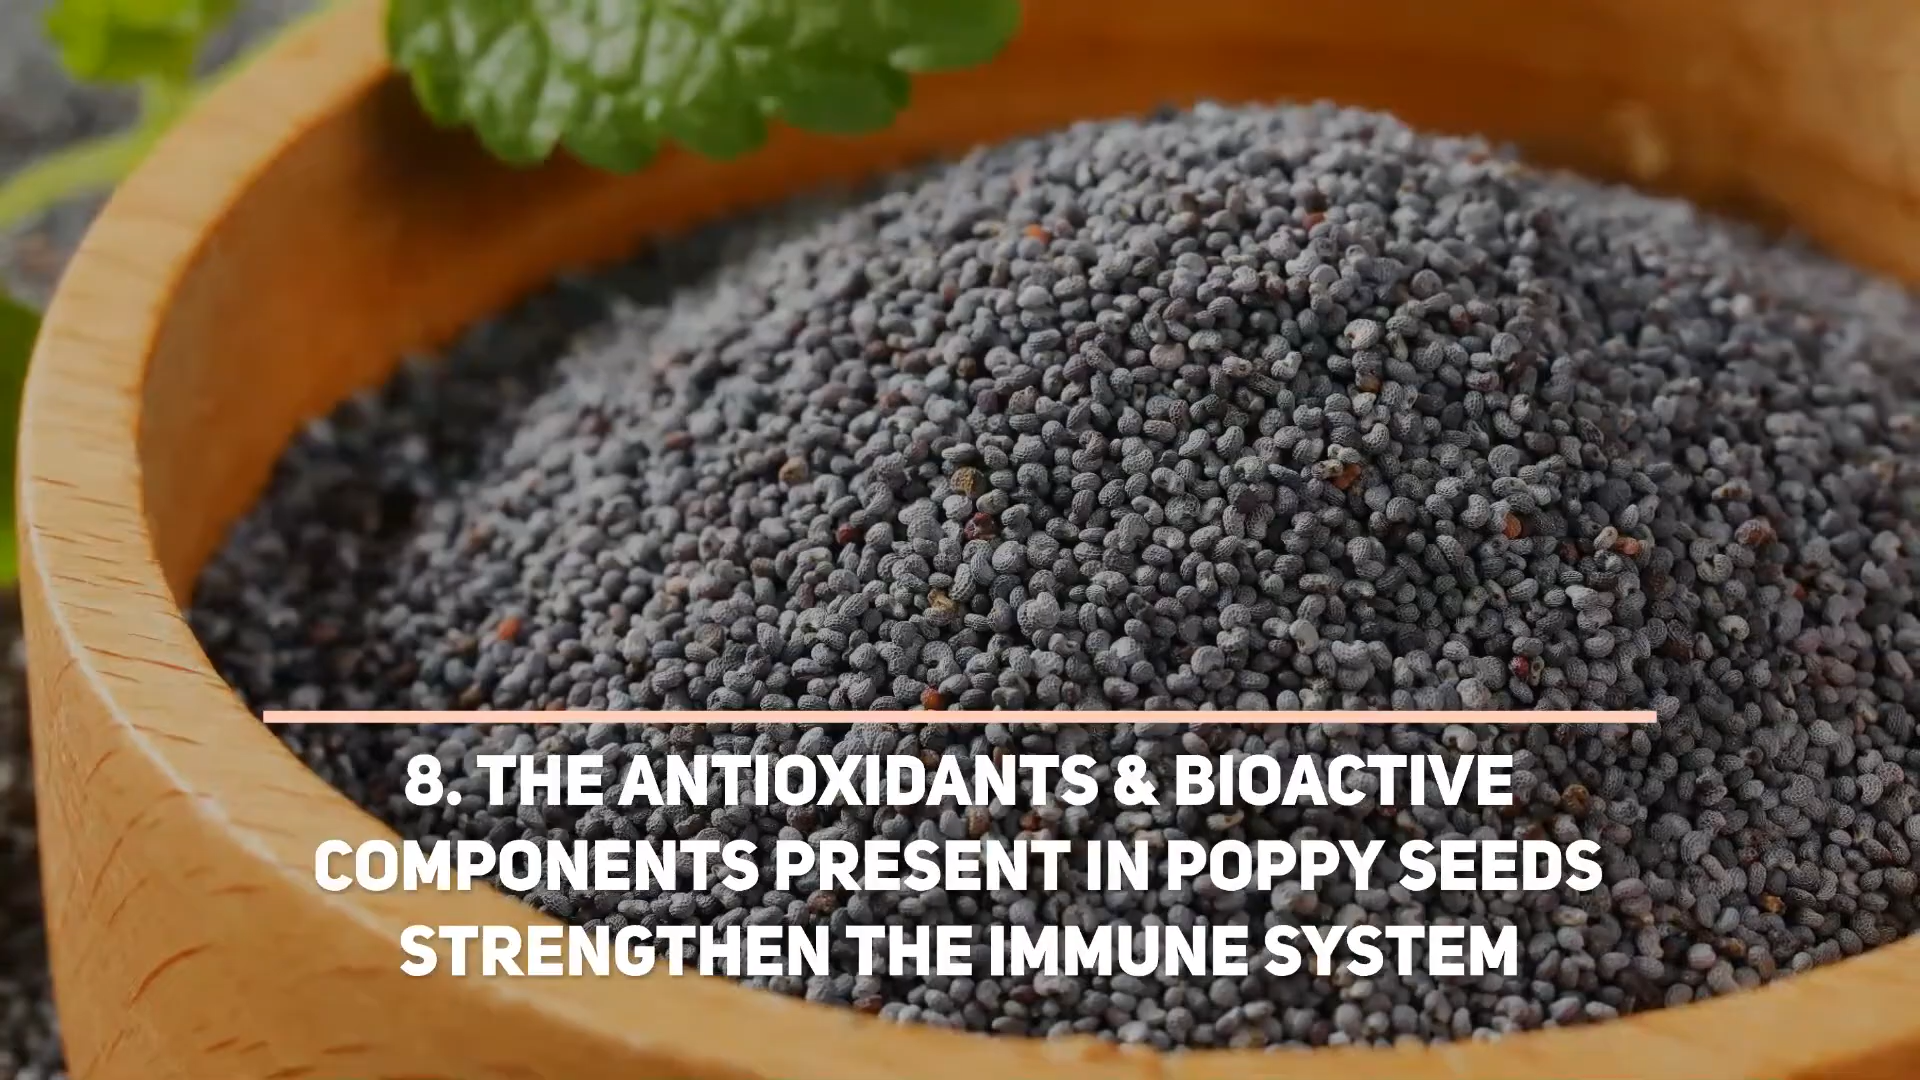 8. THE ANTIOXIDANTS & BIOACTIVE
COMPONENTS PRESENT IN POPPY SEEDS
STRENGTHEN THE IMMUNE SYSTEM